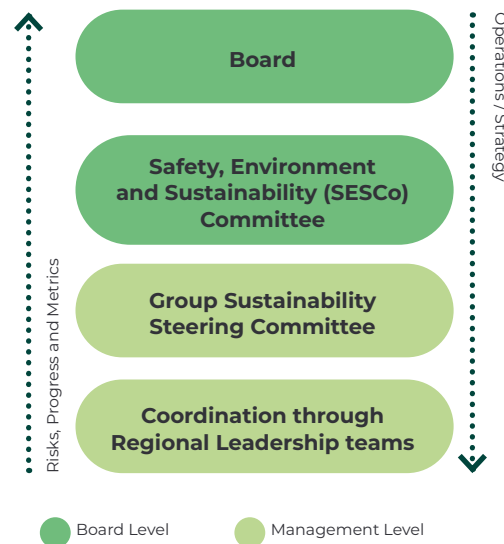 Board
Safety, Environment
and Sustainability (SESCo)
Committee
Group Sustainability
Steering Committee
Coordination through
Regional Leadership teams
Risks, Progress and Metrics
Operations / Strategy
Board Level
Management Level